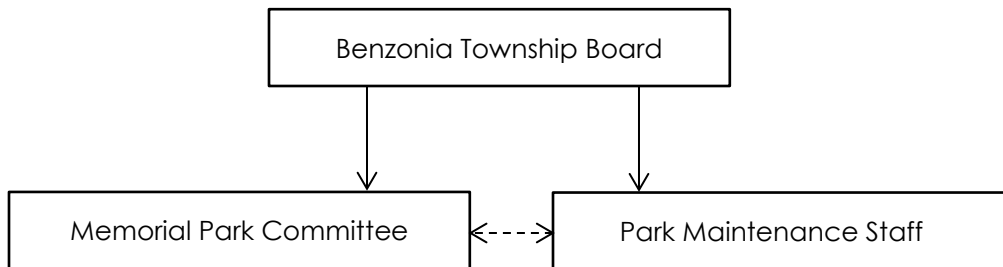 Benzonia Township Board
Memorial Park Committee
Park Maintenance Staff